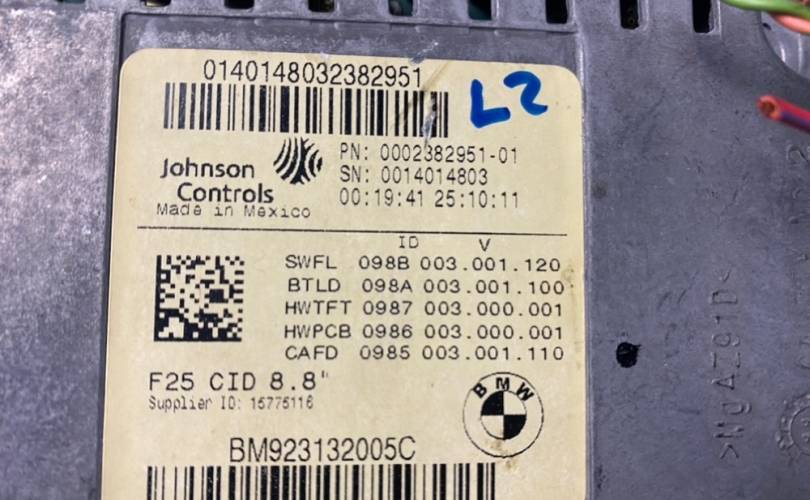 0140148032382951
L2
Johnson
Controls
Made in Mexico
PN: 0002382951-01
SN: 0014014803
00:19:41 25:10:11
ID V
SWFL 098B 003.001.120
BTLD 098A 003.001.100
HWTFT 0987 003.000.001
HWPCB 0986 003.000.001
CAFD 0985 003.001.110
F25 CID 8.8"
Supplier ID: 15775116
BMW
BM923132005C
>Mg AZ91D<